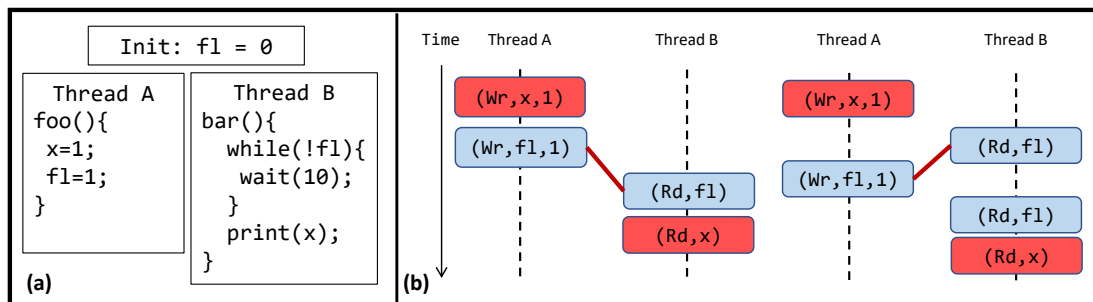 Init: fl = 0
Thread A
foo(){
x=1;
fl=1;
}
Thread B
bar(){
while(!fl){
wait(10);
}
print(x);
}
(a)
Time
Thread A
Thread B
(Wr,x,1)
(Wr,fl,1)
(Rd,fl)
(Rd,x)
Thread A
Thread B
(Wr,x,1)
(Rd,fl)
(Wr,fl,1)
(Rd,fl)
(Rd,x)
(b)